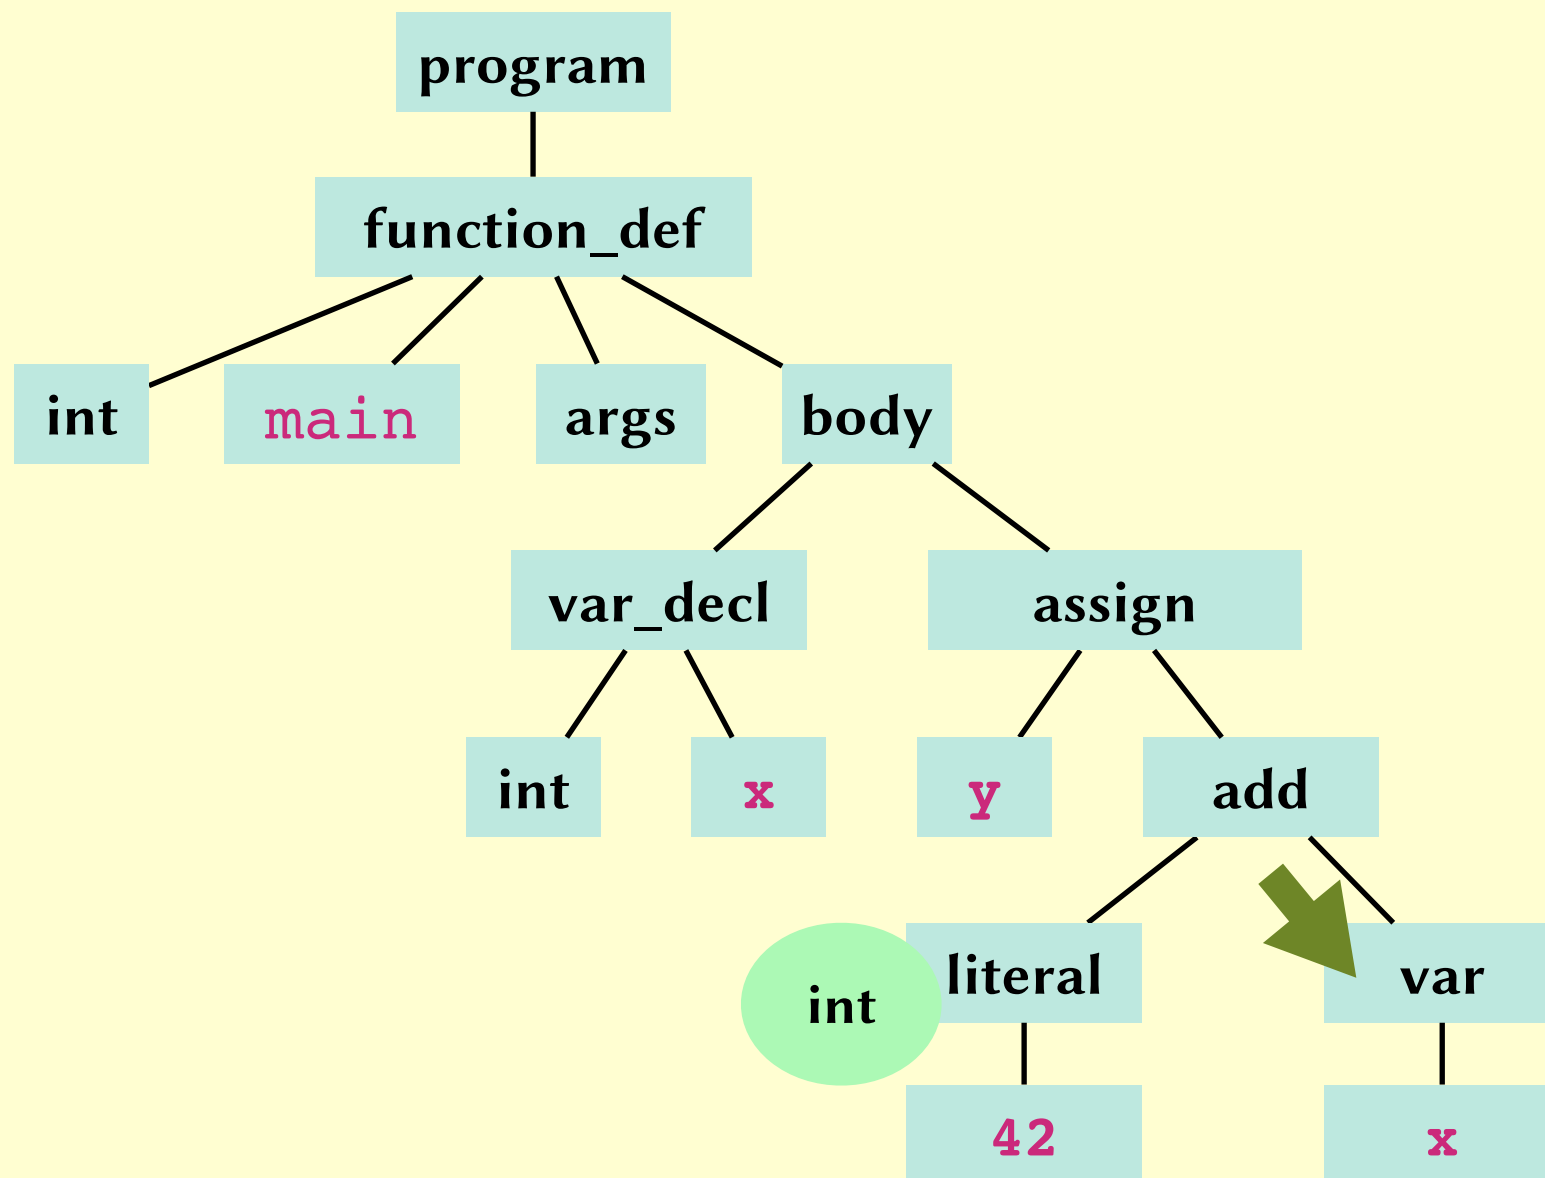 program
function_def
int
main
args
body
var_decl
assign
int
x
y
add
int
literal
var
42
x